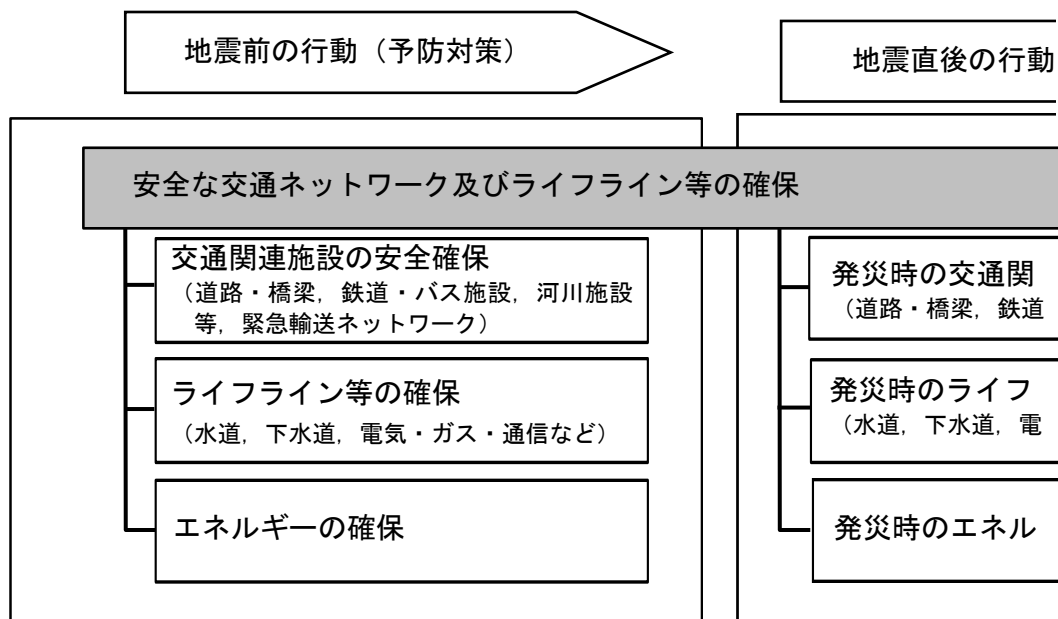 地震前の行動（予防対策）
地震直後の行動
安全な交通ネットワーク及びライフライン等の確保
交通関連施設の安全確保
（道路・橋梁，鉄道・バス施設，河川施設
等，緊急輸送ネットワーク）
ライフライン等の確保
（水道，下水道，電気・ガス・通信など）
エネルギーの確保
発災時の交通関
（道路・橋梁，鉄道
発災時のライフ
（水道，下水道，電
発災時のエネル